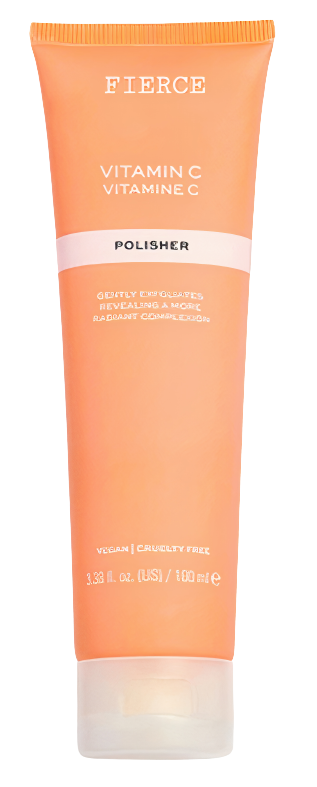 FIERCE
VITAMIN C
VITAMINE C
POLISHER
GENTLY EXFOLIATES
REVEALING A MORE
RADIANT COMPLEXION
VEGAN | CRUELTY FREE
3.38 fl. oz. (US) / 100 ml e